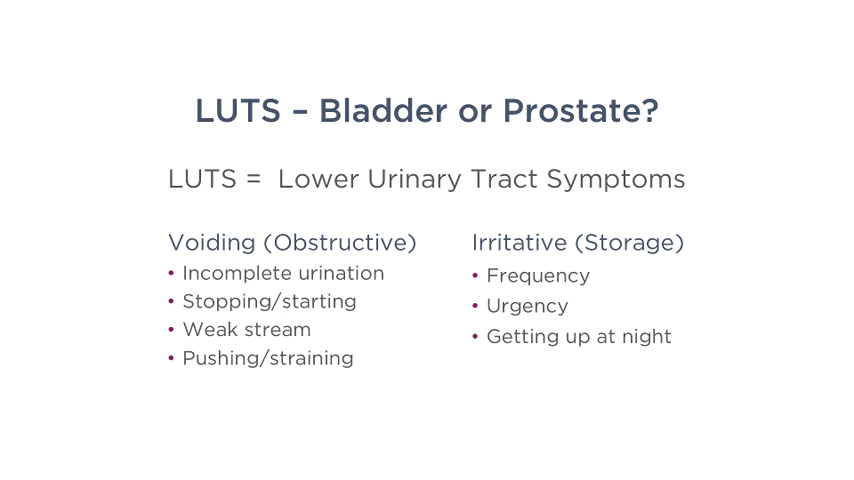 LUTS – Bladder or Prostate?
LUTS = Lower Urinary Tract Symptoms
Voiding (Obstructive)
• Incomplete urination
• Stopping/starting
• Weak stream
• Pushing/straining
Irritative (Storage)
• Frequency
• Urgency
• Getting up at night